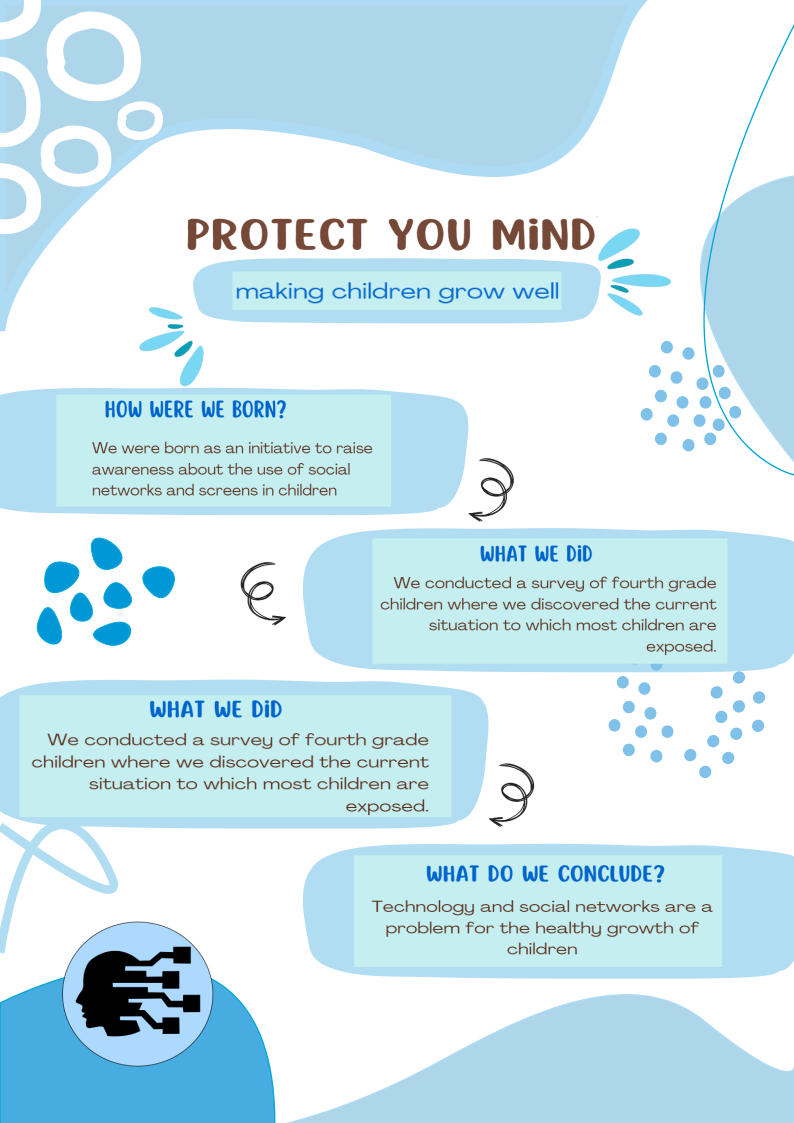 PROTECT YOU MiND
making children grow well
HOW WERE WE BORN?
We were born as an initiative to raise
awareness about the use of social
networks and screens in children
WHAT WE DiD
We conducted a survey of fourth grade
children where we discovered the current
situation to which most children are
exposed.
WHAT WE DiD
We conducted a survey of fourth grade
children where we discovered the current
situation to which most children are
exposed.
WHAT DO WE CONCLUDE?
Technology and social networks are a
problem for the healthy growth of
children